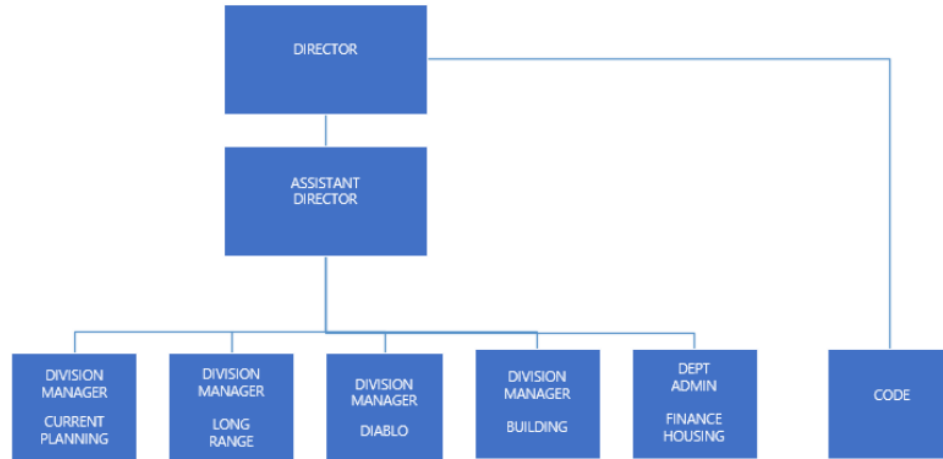 DIRECTOR
ASSISTANT
DIRECTOR
DIVISION
MANAGER
CURRENT
PLANNING
DIVISION
MANAGER
LONG
RANGE
DIVISION
MANAGER
DIABLO
DIVISION
MANAGER
BUILDING
DEPT
ADMIN
FINANCE
HOUSING
CODE